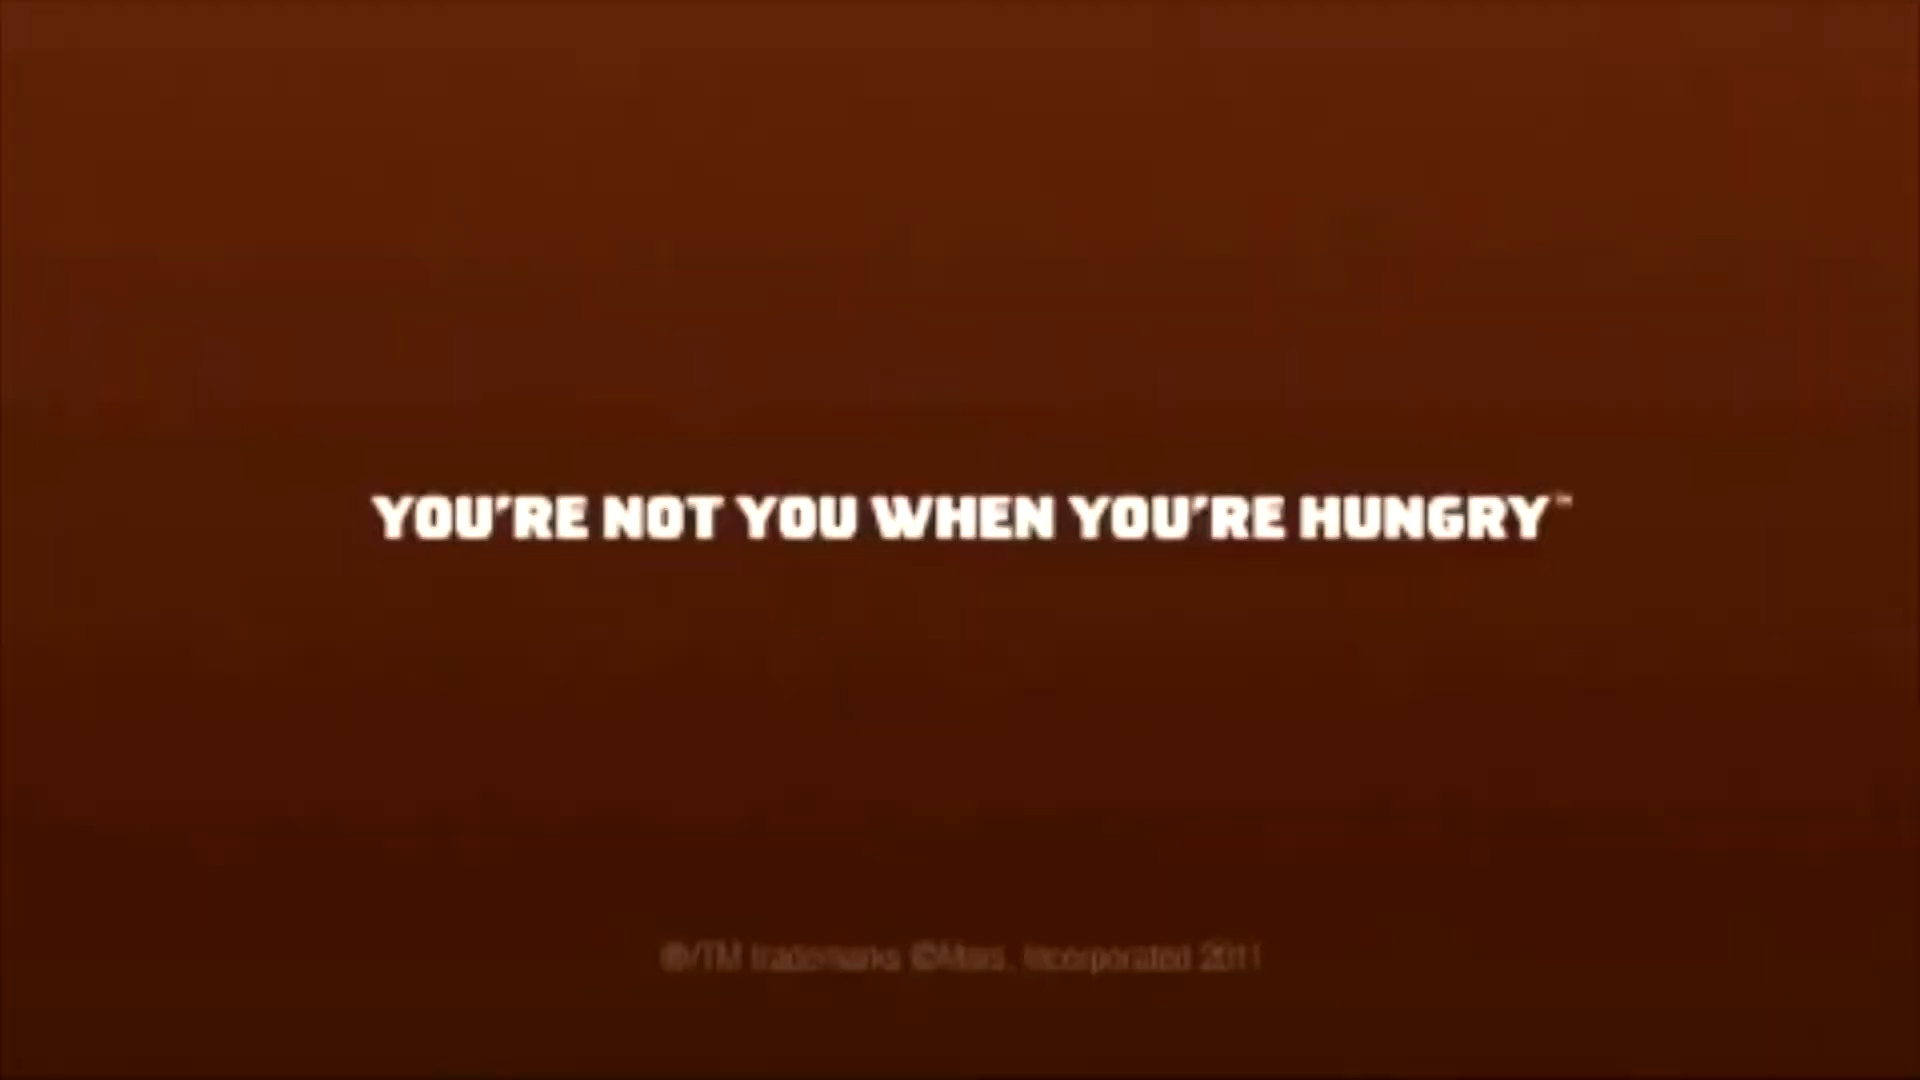 YOU'RE NOT YOU WHEN YOU'RE HUNGRY™
®/TM trademarks ©Mars, Incorporated 2011